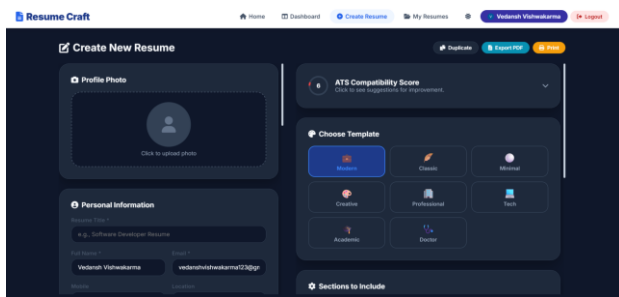 Resume Craft
Home Dashboard Create Resume My Resumes Vedansh Vishwakarma Logout
Create New Resume
Duplicate Export PDF Print
Profile Photo
Click to upload photo
Personal Information
Resume Title *
e.g., Software Developer Resume
Full Name * Email *
Vedansh Vishwakarma vedanshvishwakarma123@gm
Mobile Location
6
ATS Compatibility Score
Click to see suggestions for improvement.
Choose Template
Modern Classic Minimal
Creative Professional Tech
Academic Doctor
Sections to Include